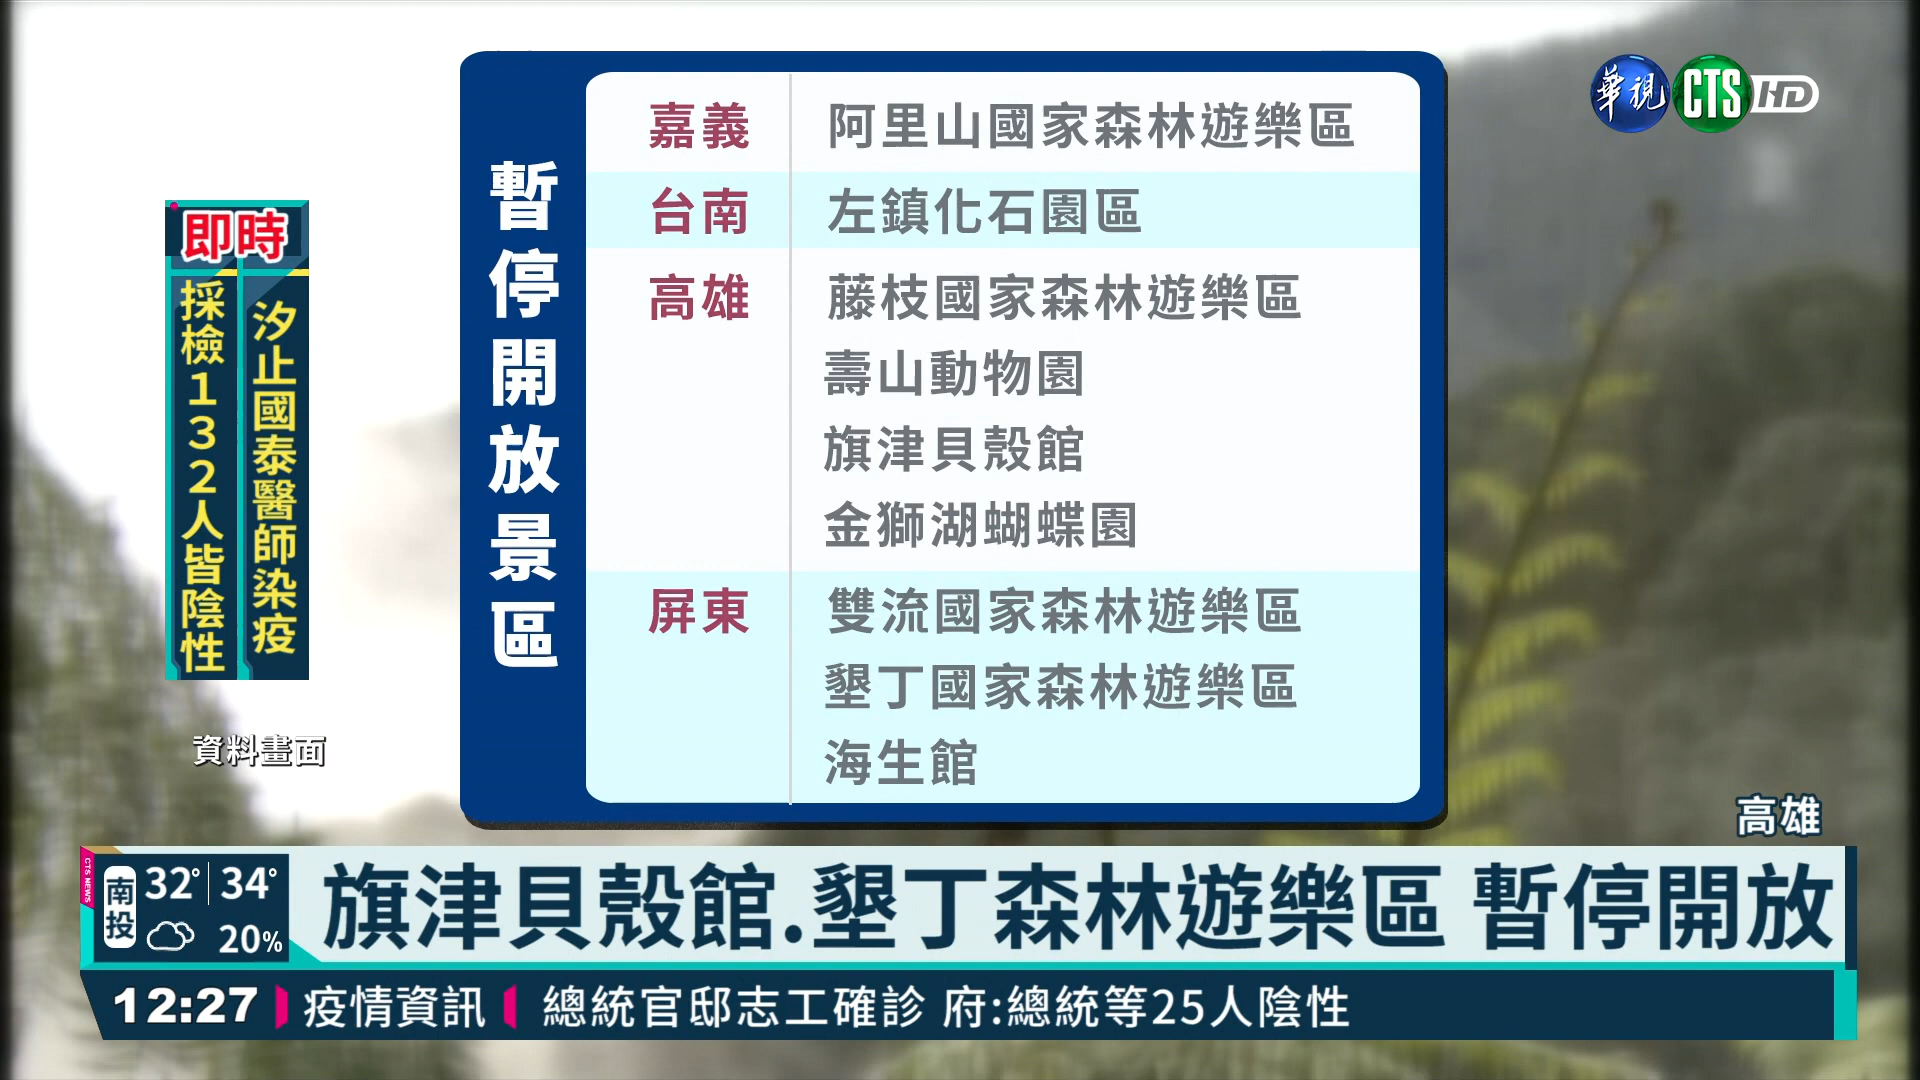 華視 CTS HD
即時
汐止國泰醫師染疫
採檢132人皆陰性
資料畫面
暫停開放景區
嘉義 阿里山國家森林遊樂區
台南 左鎮化石園區
高雄 藤枝國家森林遊樂區
壽山動物園
旗津貝殼館
金獅湖蝴蝶園
屏東 雙流國家森林遊樂區
墾丁國家森林遊樂區
海生館
高雄
CTS NEWS
南投 32° 34°
20%
旗津貝殼館.墾丁森林遊樂區 暫停開放
12:27 疫情資訊 總統官邸志工確診 府:總統等25人陰性